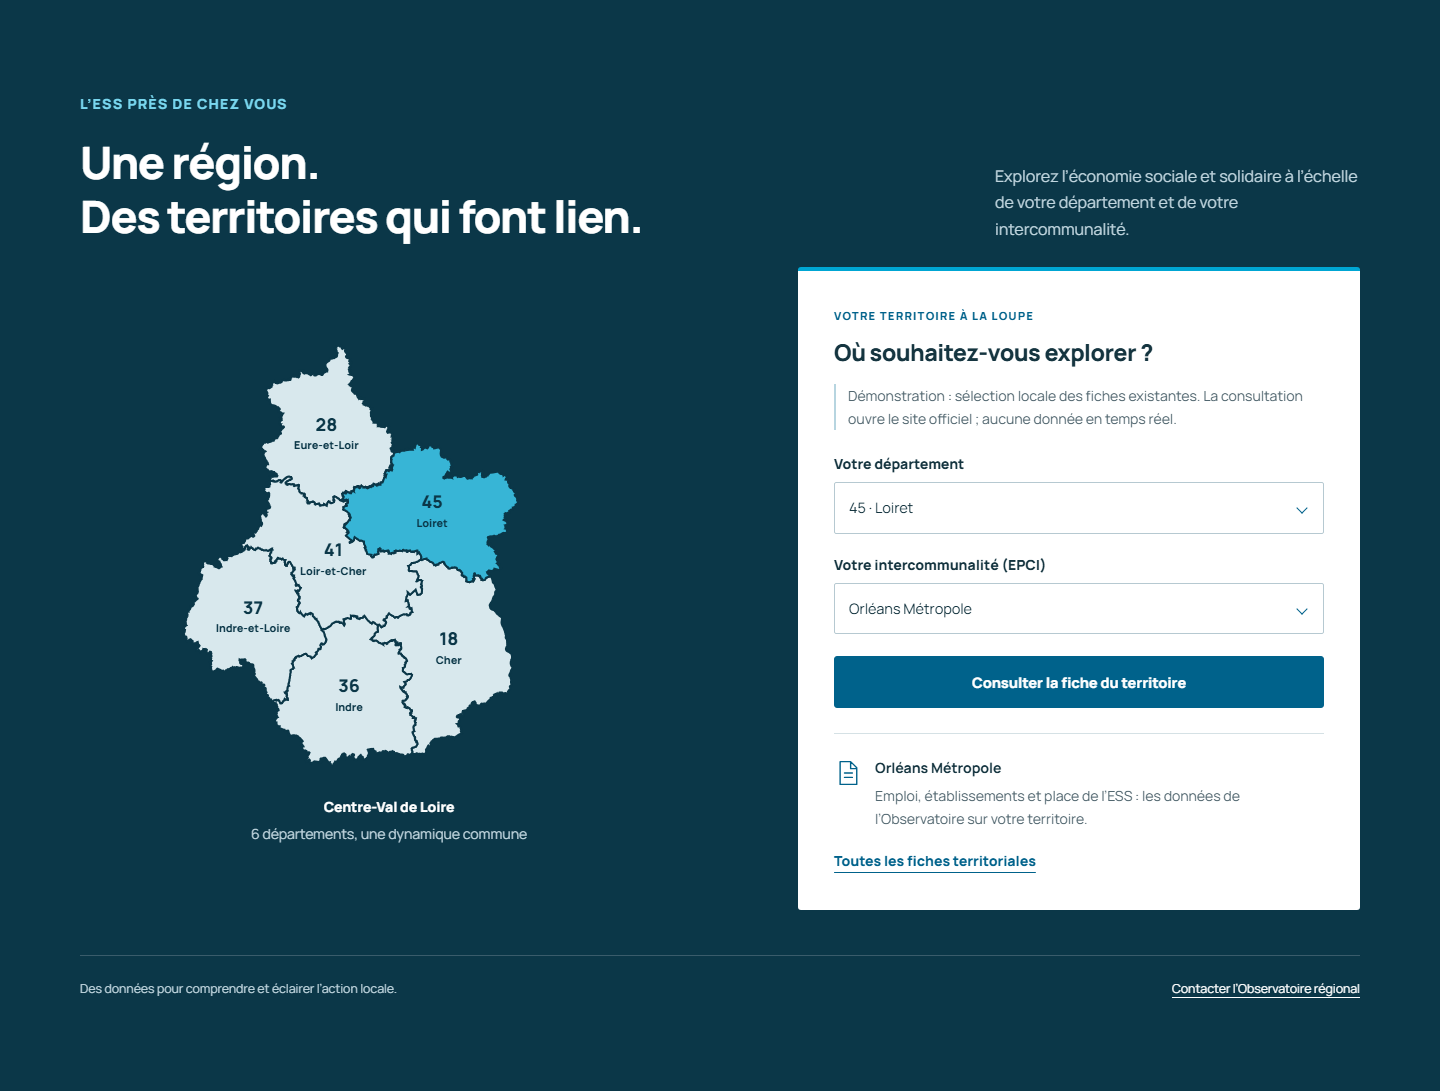 L’ESS PRÈS DE CHEZ VOUS
Une région.
Des territoires qui font lien.
Explorez l’économie sociale et solidaire à l’échelle
de votre département et de votre
intercommunalité.
28
Eure-et-Loir
45
Loiret
41
Loir-et-Cher
37
Indre-et-Loire
18
Cher
36
Indre
Centre-Val de Loire
6 départements, une dynamique commune
VOTRE TERRITOIRE À LA LOUPE
Où souhaitez-vous explorer ?
Démonstration : sélection locale des fiches existantes. La consultation
ouvre le site officiel ; aucune donnée en temps réel.
Votre département
45 · Loiret
Votre intercommunalité (EPCI)
Orléans Métropole
Consulter la fiche du territoire
Orléans Métropole
Emploi, établissements et place de l’ESS : les données de
l’Observatoire sur votre territoire.
Toutes les fiches territoriales
Des données pour comprendre et éclairer l’action locale.
Contacter l’Observatoire régional